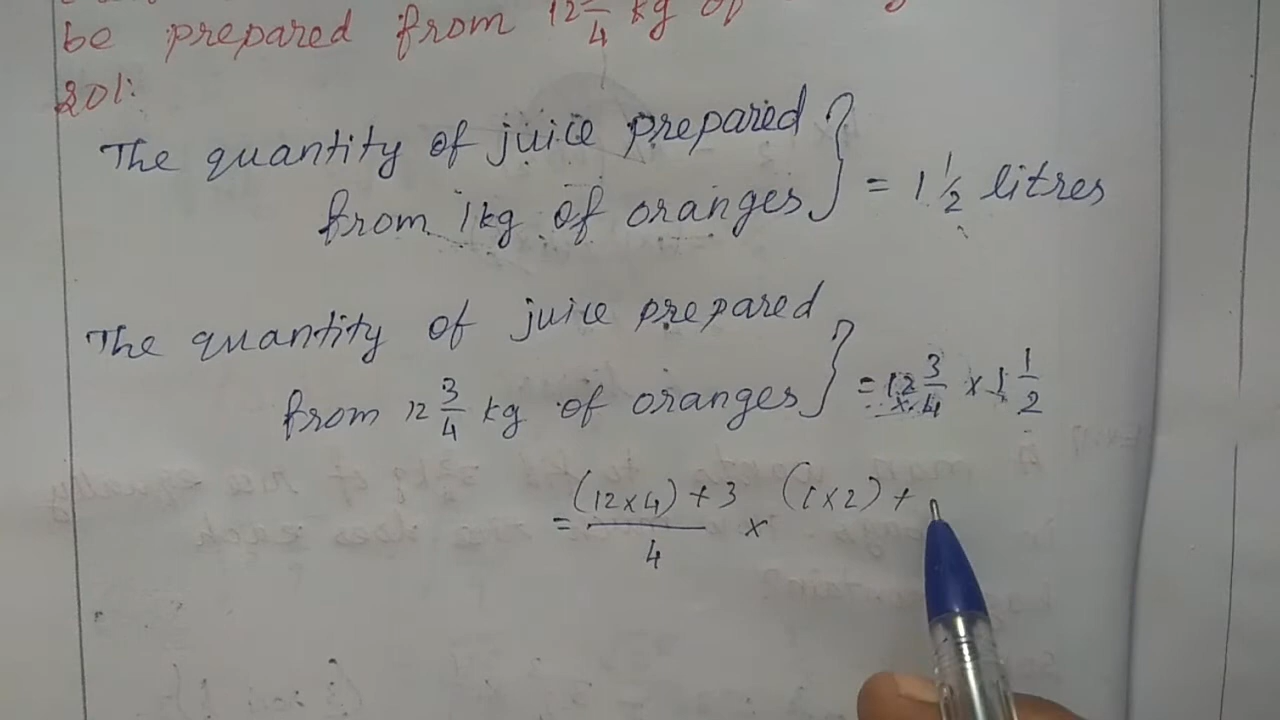 be prepared from 12 /4 kg of
Sol:
The quantity of juice prepared
from 1kg of oranges } = 1 1/2 litres
The quantity of juice prepared
from 12 3/4 kg of oranges } = 12 3/4 x 1 1/2
= (12x4) + 3 / 4 x (1x2) +